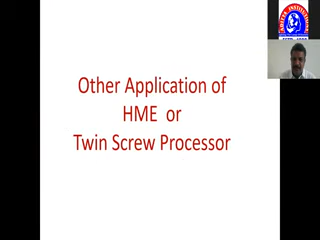 Other Application of
HME or
Twin Screw Processor